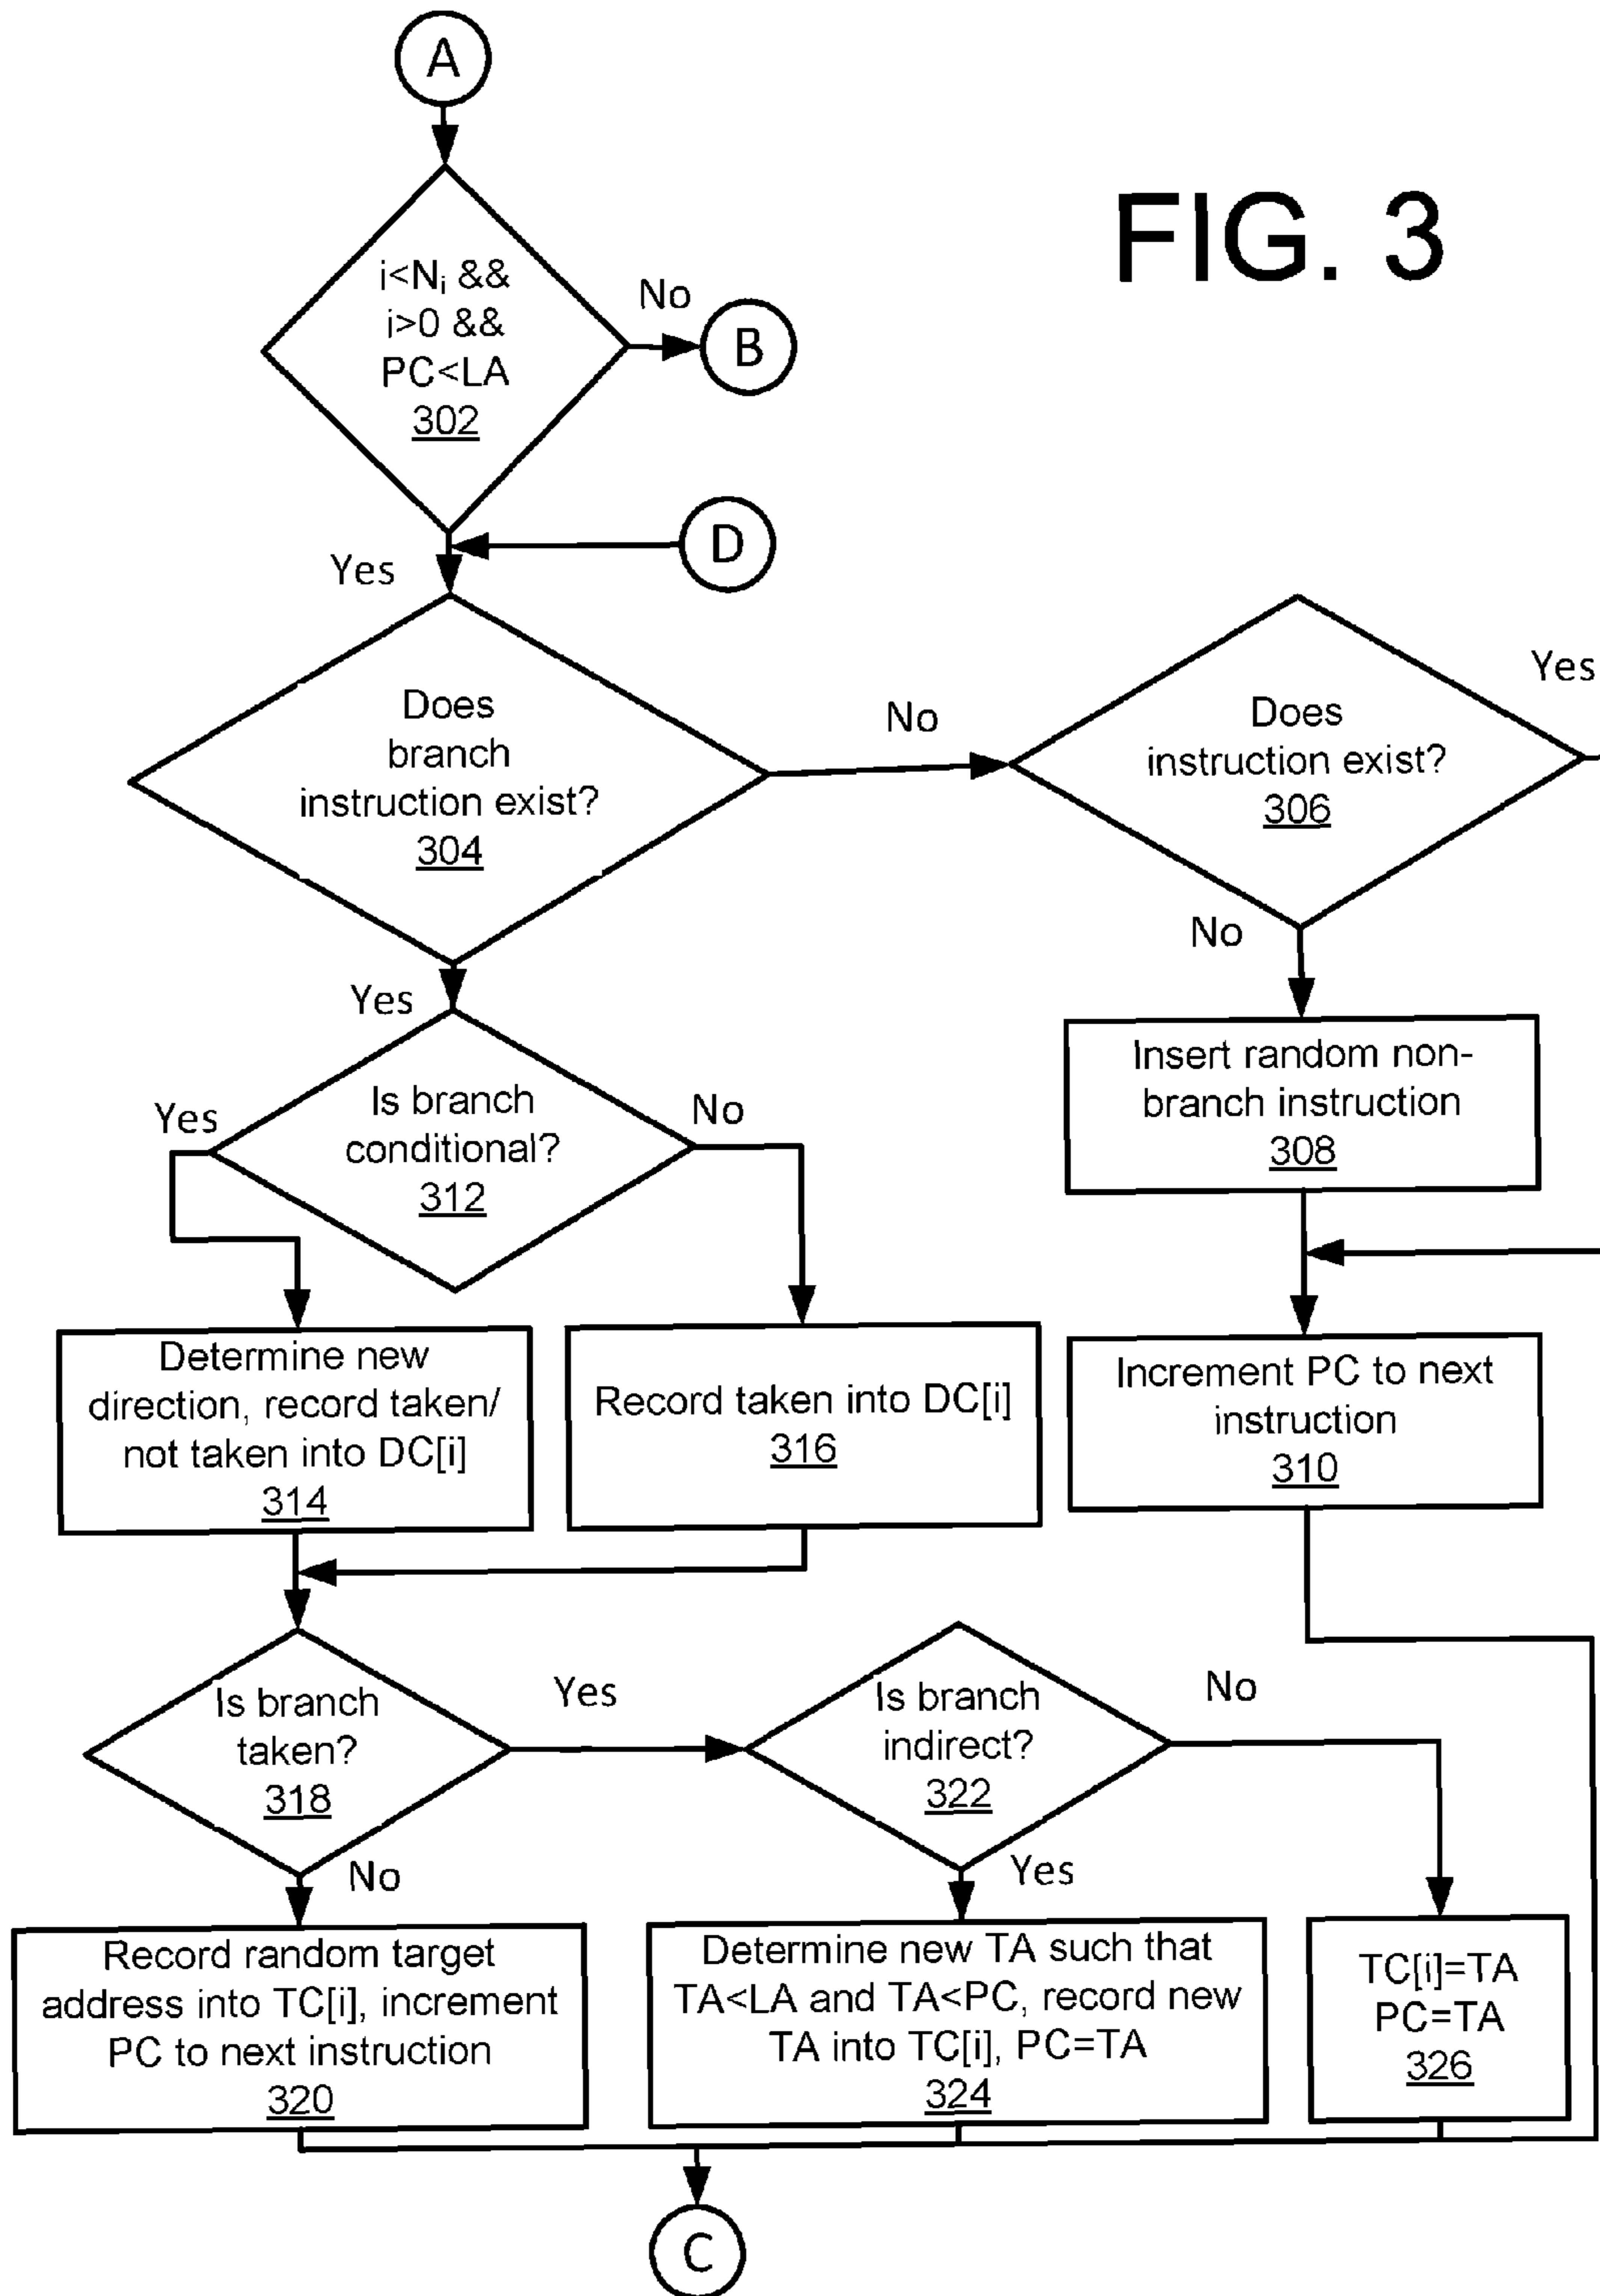 A
FIG. 3
i<Nᵢ &&
i>0 &&
PC<LA
302
No
B
D
Yes
Does
branch
instruction exist?
304
No
Does
instruction exist?
306
Yes
No
Yes
Insert random non-
branch instruction
308
Is branch
conditional?
312
Yes
No
Determine new
direction, record taken/
not taken into DC[i]
314
Record taken into DC[i]
316
Increment PC to next
instruction
310
Is branch
taken?
318
Yes
Is branch
indirect?
322
No
No
Yes
Record random target
address into TC[i], increment
PC to next instruction
320
Determine new TA such that
TA<LA and TA<PC, record new
TA into TC[i], PC=TA
324
TC[i]=TA
PC=TA
326
C